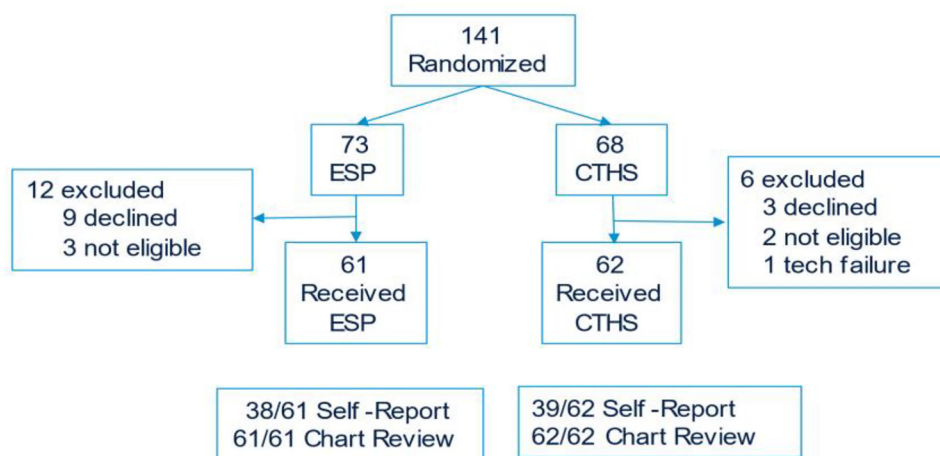 141
Randomized
73
ESP
68
CTHS
12 excluded
9 declined
3 not eligible
6 excluded
3 declined
2 not eligible
1 tech failure
61
Received
ESP
62
Received
CTHS
38/61 Self -Report
61/61 Chart Review
39/62 Self -Report
62/62 Chart Review